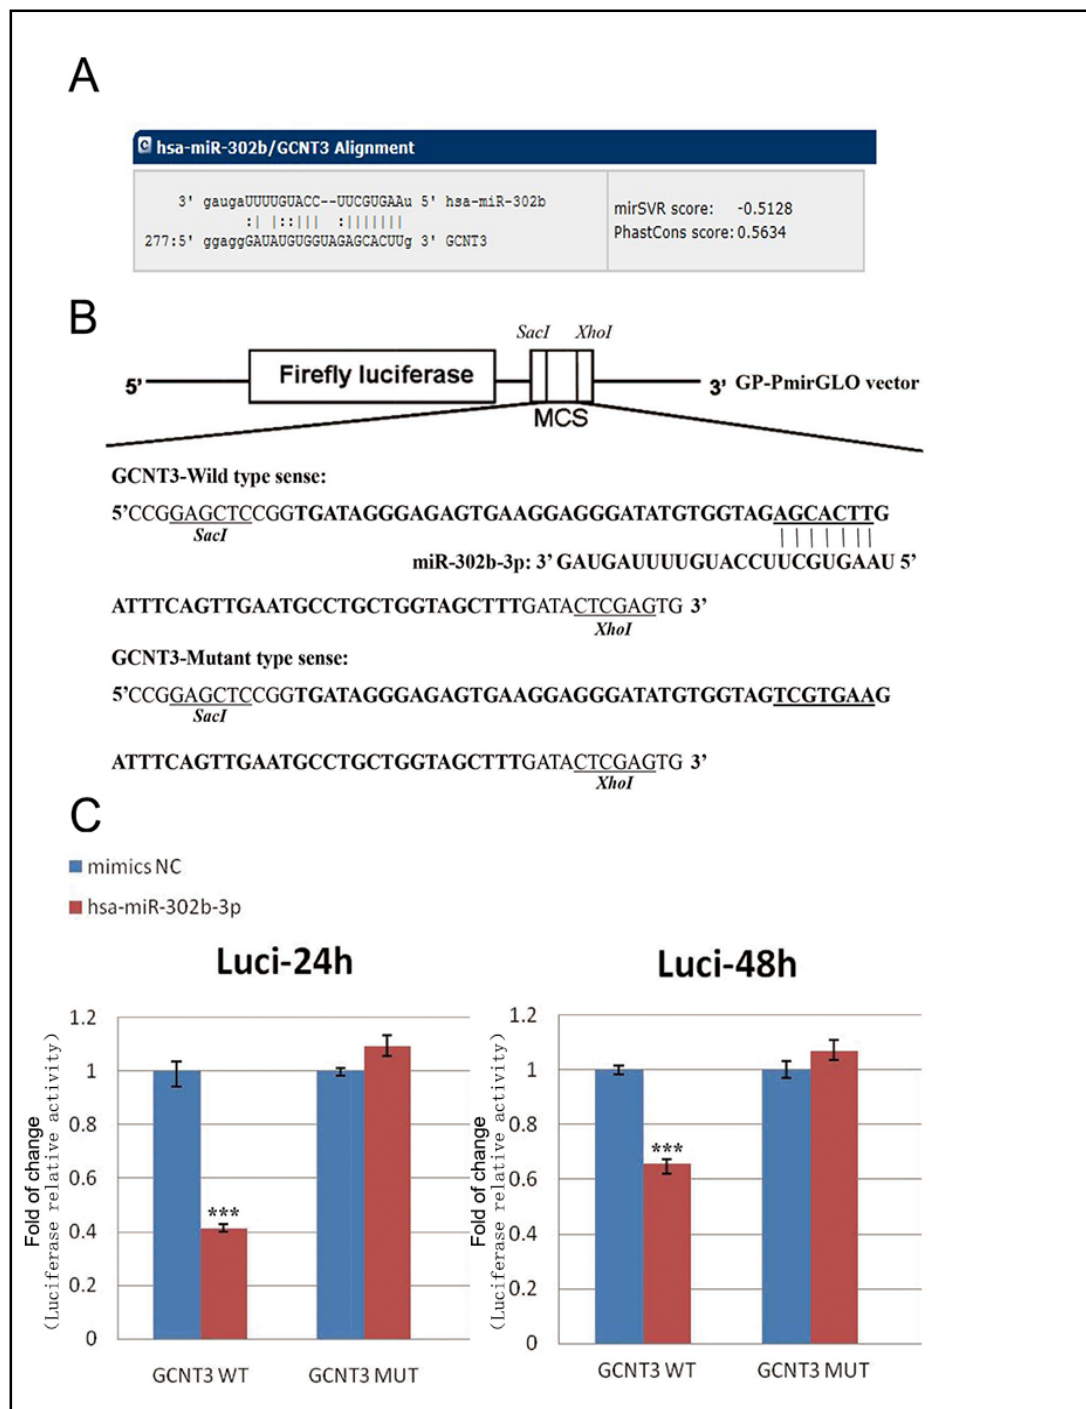 A
hsa-miR-302b/GCNT3 Alignment
3' gaugaUUUUGUACC--UUCGUGAAu 5' hsa-miR-302b
:| |::||| :|||||||
277:5' ggaggGAUAUGUGGUAGAGCACUUg 3' GCNT3
mirSVR score: -0.5128
PhastCons score: 0.5634
B
SacI XhoI
5' Firefly luciferase 3' GP-PmirGLO vector
MCS
GCNT3-Wild type sense:
5'CCGGAGCTCCGGTGATAGGGAGAGTGAAGGAGGGATATGTGGTAGAGCACTTG
SacI
miR-302b-3p: 3' GAUGAUUUUGUACCUUCGUGAAU 5'
ATTTCAGTTGAATGCCTGCTGGTAGCTTTGATACTCGAGTG 3'
XhoI
GCNT3-Mutant type sense:
5'CCGGAGCTCCGGTGATAGGGAGAGTGAAGGAGGGATATGTGGTAGTCGTGAAG
SacI
ATTTCAGTTGAATGCCTGCTGGTAGCTTTGATACTCGAGTG 3'
XhoI
C
mimics NC
hsa-miR-302b-3p
Luci-24h
Fold of change
(Luciferase relative activity)
1.2
1
0.8
0.6
0.4
0.2
0
***
GCNT3 WT GCNT3 MUT
Luci-48h
Fold of change
(Luciferase relative activity)
1.2
1
0.8
0.6
0.4
0.2
0
***
GCNT3 WT GCNT3 MUT